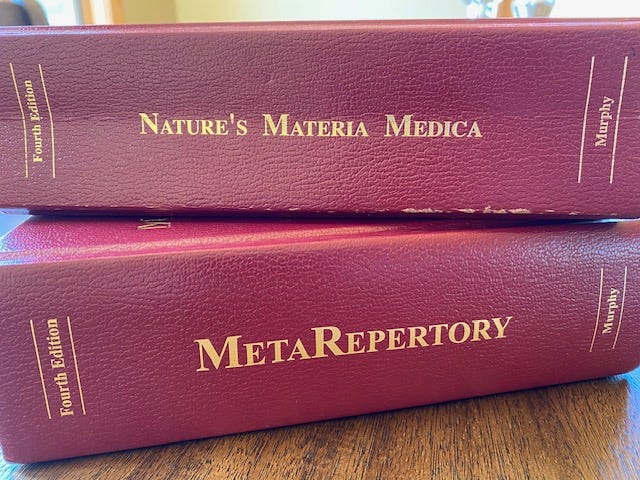 Fourth Edition
Nature's Materia Medica
Murphy
Fourth Edition
MetaRepertory
Murphy